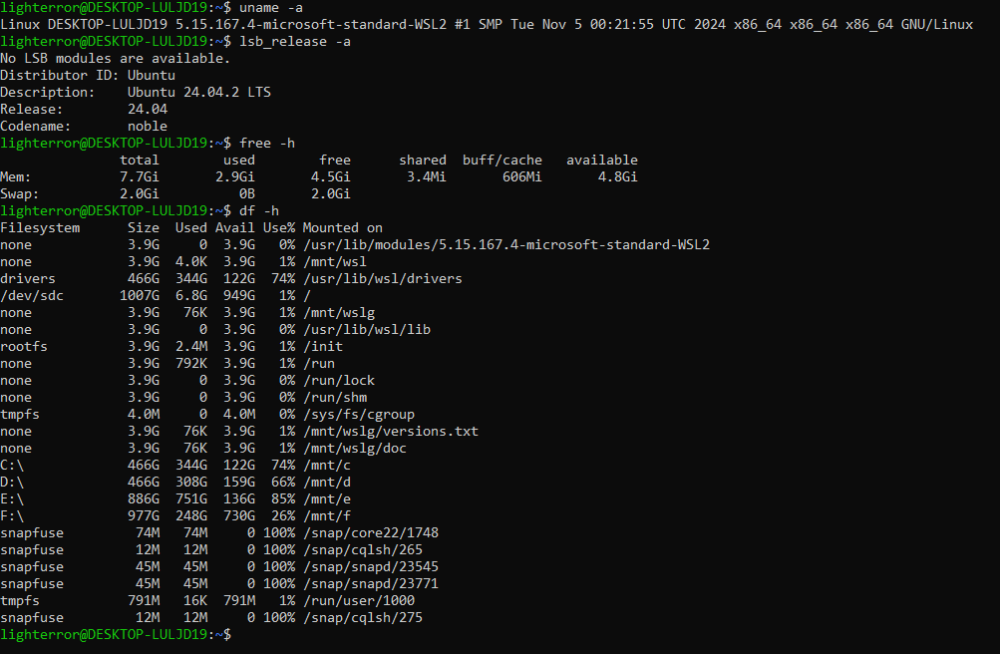 lighterror@DESKTOP-LULJD19:~$ uname -a
Linux DESKTOP-LULJD19 5.15.167.4-microsoft-standard-WSL2 #1 SMP Tue Nov 5 00:21:55 UTC 2024 x86_64 x86_64 x86_64 GNU/Linux
lighterror@DESKTOP-LULJD19:~$ lsb_release -a
No LSB modules are available.
Distributor ID: Ubuntu
Description:    Ubuntu 24.04.2 LTS
Release:        24.04
Codename:       noble
lighterror@DESKTOP-LULJD19:~$ free -h
               total        used        free      shared  buff/cache   available
Mem:           7.7Gi       2.9Gi       4.5Gi       3.4Mi       606Mi       4.8Gi
Swap:          2.0Gi          0B       2.0Gi
lighterror@DESKTOP-LULJD19:~$ df -h
Filesystem      Size  Used Avail Use% Mounted on
none            3.9G     0  3.9G   0% /usr/lib/modules/5.15.167.4-microsoft-standard-WSL2
none            3.9G  4.0K  3.9G   1% /mnt/wsl
drivers         466G  344G  122G  74% /usr/lib/wsl/drivers
/dev/sdc       1007G  6.8G  949G   1% /
none            3.9G   76K  3.9G   1% /mnt/wslg
none            3.9G     0  3.9G   0% /usr/lib/wsl/lib
rootfs          3.9G  2.4M  3.9G   1% /init
none            3.9G  792K  3.9G   1% /run
none            3.9G     0  3.9G   0% /run/lock
none            3.9G     0  3.9G   0% /run/shm
tmpfs           4.0M     0  4.0M   0% /sys/fs/cgroup
none            3.9G   76K  3.9G   1% /mnt/wslg/versions.txt
none            3.9G   76K  3.9G   1% /mnt/wslg/doc
C:\             466G  344G  122G  74% /mnt/c
D:\             466G  308G  159G  66% /mnt/d
E:\             886G  751G  136G  85% /mnt/e
F:\             977G  248G  730G  26% /mnt/f
snapfuse         74M   74M     0 100% /snap/core22/1748
snapfuse         12M   12M     0 100% /snap/cqlsh/265
snapfuse         45M   45M     0 100% /snap/snapd/23545
snapfuse         45M   45M     0 100% /snap/snapd/23771
tmpfs           791M   16K  791M   1% /run/user/1000
snapfuse         12M   12M     0 100% /snap/cqlsh/275
lighterror@DESKTOP-LULJD19:~$